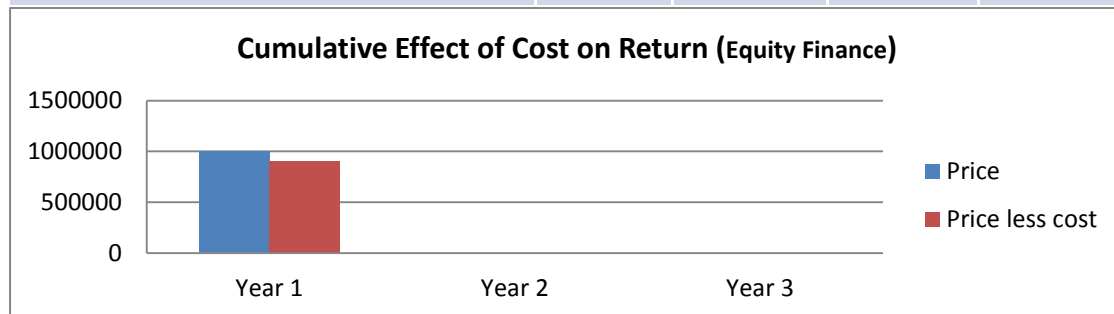 Cumulative Effect of Cost on Return (Equity Finance)
1500000
1000000
500000
0
Year 1 Year 2 Year 3
Price
Price less cost